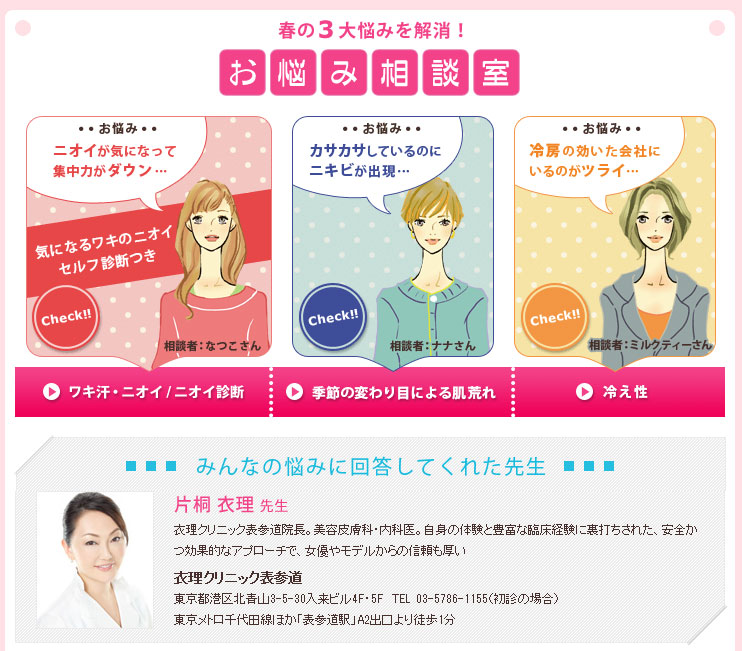 春の3大悩みを解消！
お悩み相談室
お悩み
ニオイが気になって
集中力がダウン…
気になるワキのニオイ
セルフ診断つき
Check!!
相談者：なつこさん
お悩み
カサカサしているのに
ニキビが出現…
Check!!
相談者：ナナさん
お悩み
冷房の効いた会社に
いるのがツライ…
Check!!
相談者：ミルクティーさん
ワキ汗・ニオイ/ニオイ診断
季節の変わり目による肌荒れ
冷え性
みんなの悩みに回答してくれた先生
片桐 衣理 先生
衣理クリニック表参道院長。美容皮膚科・内科医。自身の体験と豊富な臨床経験に裏打ちされた、安全か
つ効果的なアプローチで、女優やモデルからの信頼も厚い
衣理クリニック表参道
東京都港区北青山3-5-30入来ビル4F・5F TEL 03-5786-1155(初診の場合)
東京メトロ千代田線ほか「表参道駅」A2出口より徒歩1分